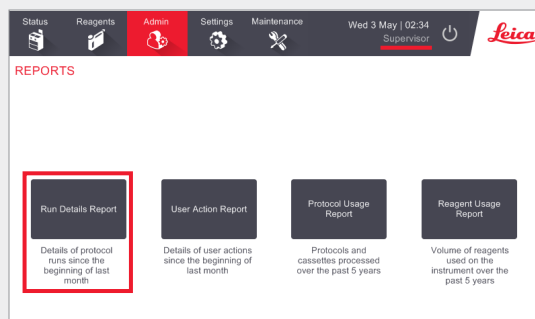 Status Reagents Admin Settings Maintenance Wed 3 May | 02:34
Supervisor
Leica
REPORTS
Run Details Report
User Action Report
Protocol Usage
Report
Reagent Usage
Report
Details of protocol
runs since the
beginning of last
month
Details of user actions
since the beginning of
last month
Protocols and
cassettes processed
over the past 5 years
Volume of reagents
used on the
instrument over the
past 5 years